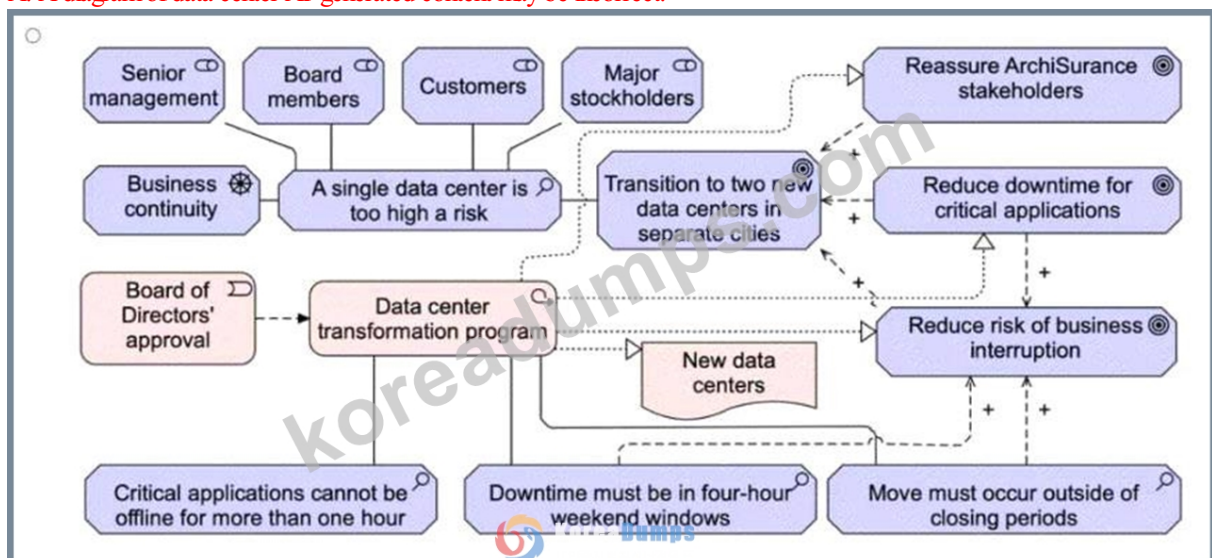 Senior
management
Board
members
Customers
Major
stockholders
Reassure ArchiSurance
stakeholders
Business
continuity
A single data center is
too high a risk
Transition to two new
data centers in
separate cities
Reduce downtime for
critical applications
+
+
+
+
Board of
Directors'
approval
Data center
transformation program
New data
centers
Reduce risk of business
interruption
+
+
Critical applications cannot be
offline for more than one hour
Downtime must be in four-hour
weekend windows
Move must occur outside of
closing periods
koreadumps.com
KoreaDumps